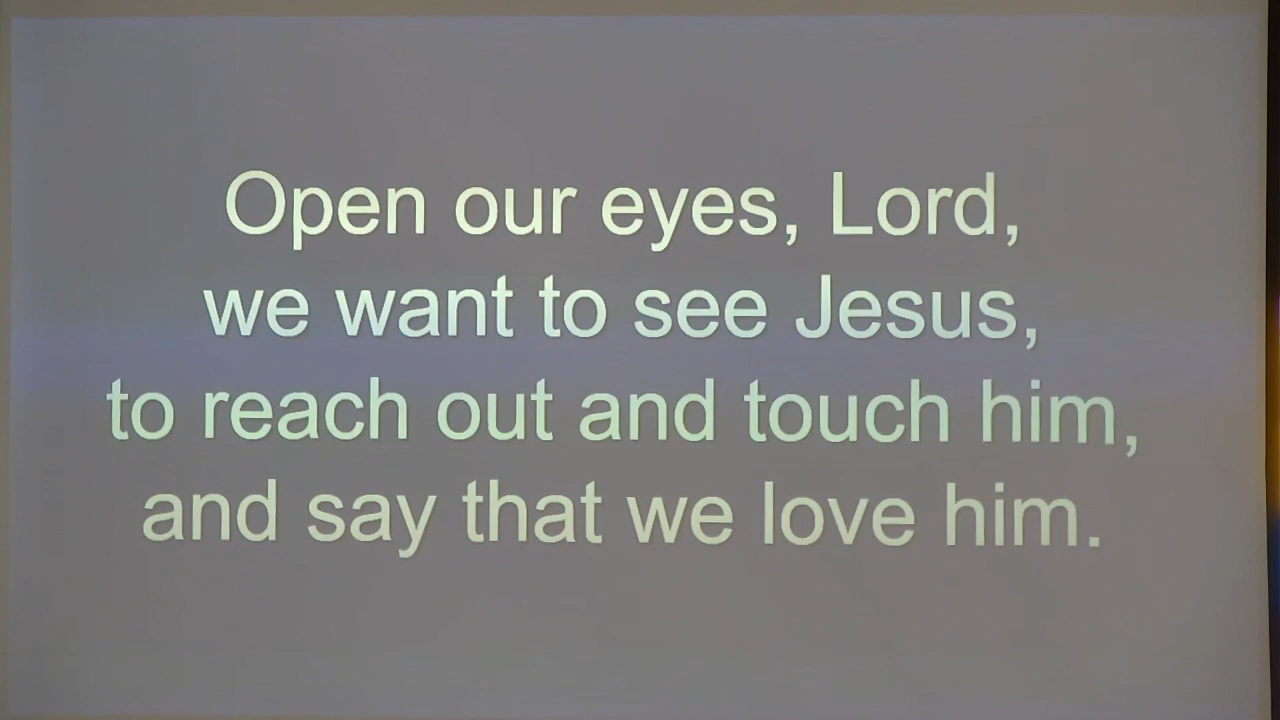 Open our eyes, Lord,
we want to see Jesus,
to reach out and touch him,
and say that we love him.